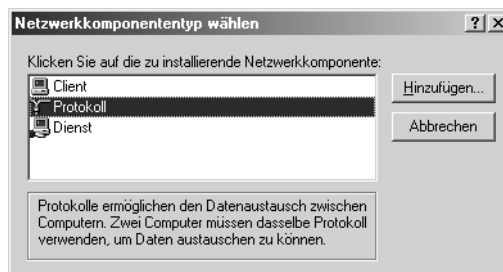 Netzwerkkomponententyp wählen
Klicken Sie auf die zu installierende Netzwerkkomponente:
Client
Protokoll
Dienst
Hinzufügen...
Abbrechen
Protokolle ermöglichen den Datenaustausch zwischen
Computern. Zwei Computer müssen dasselbe Protokoll
verwenden, um Daten austauschen zu können.